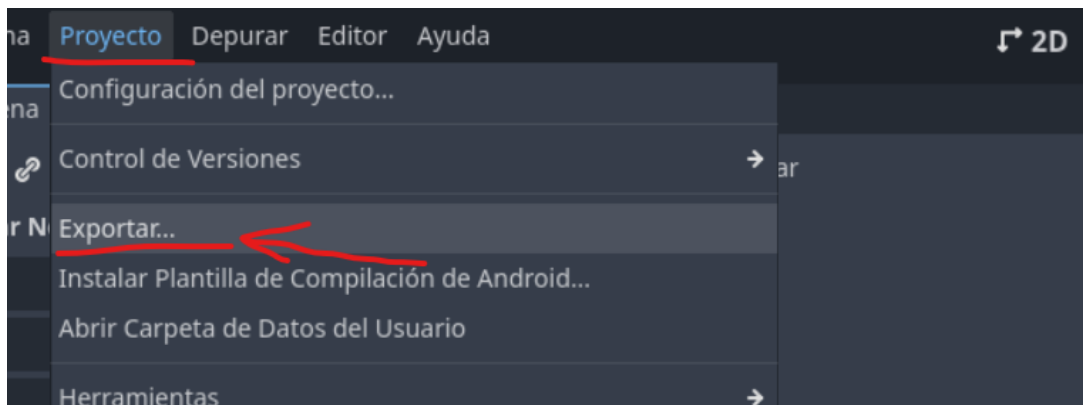 na Proyecto Depurar Editor Ayuda 2D
Configuración del proyecto...
ena
Control de Versiones
ar
r N Exportar...
Instalar Plantilla de Compilación de Android...
Abrir Carpeta de Datos del Usuario
Herramientas